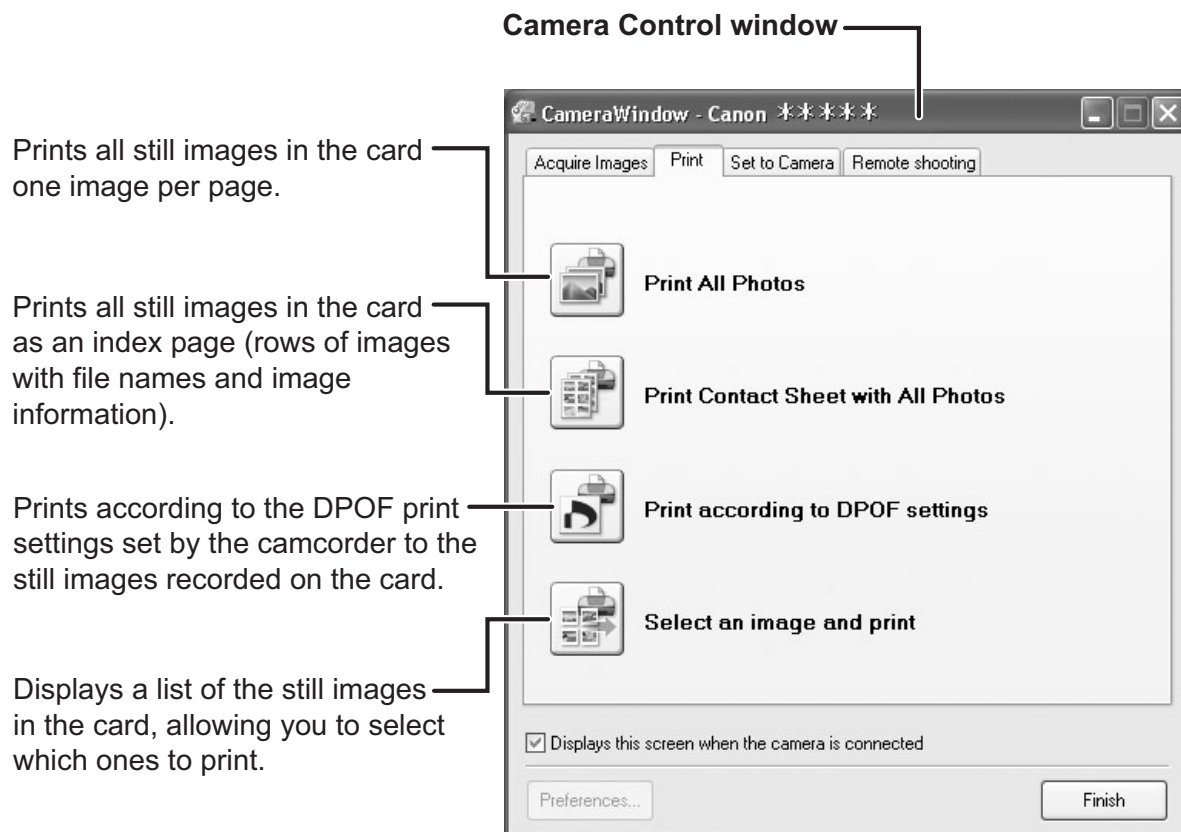 Camera Control window
CameraWindow - Canon *****
Acquire Images Print Set to Camera Remote shooting
Prints all still images in the card
one image per page.
Print All Photos
Prints all still images in the card
as an index page (rows of images
with file names and image
information).
Print Contact Sheet with All Photos
Prints according to the DPOF print
settings set by the camcorder to the
still images recorded on the card.
Print according to DPOF settings
Displays a list of the still images
in the card, allowing you to select
which ones to print.
Select an image and print
Displays this screen when the camera is connected
Preferences... Finish